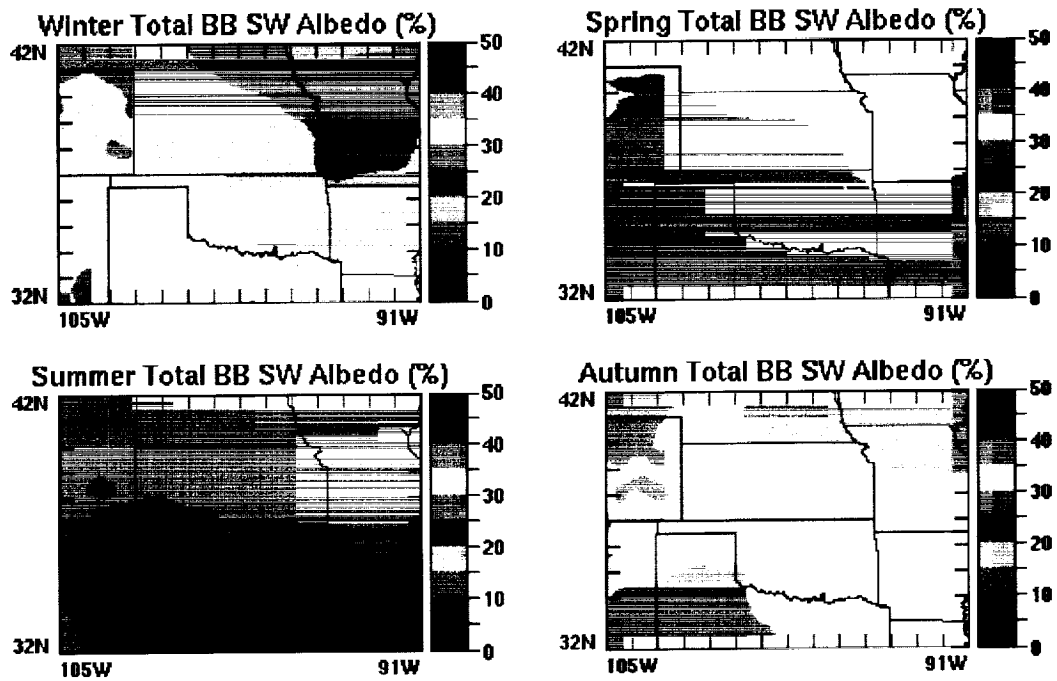 Winter Total BB SW Albedo (%)
42N
32N
105W
91W
50
40
30
20
10
0
Spring Total BB SW Albedo (%)
42N
32N
105W
91W
50
40
30
20
10
0
Summer Total BB SW Albedo (%)
42N
32N
105W
91W
50
40
30
20
10
0
Autumn Total BB SW Albedo (%)
42N
32N
105W
91W
50
40
30
20
10
0